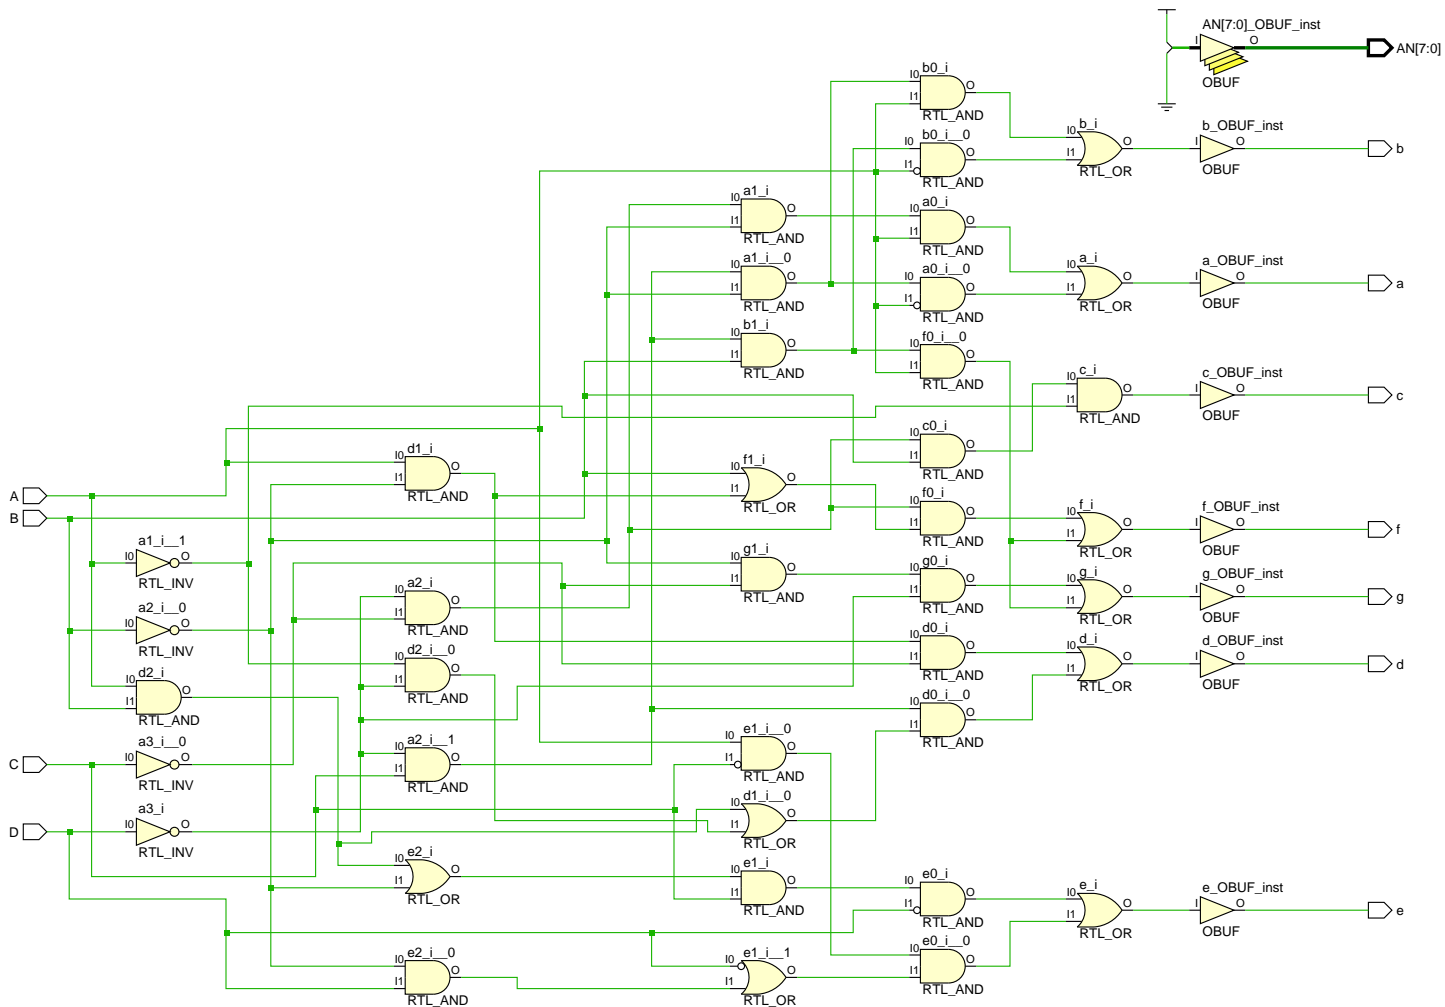 AN[7:0]_OBUF_inst
I O
AN[7:0]
OBUF
b0_i
I0
I1
O
RTL_AND
b_i
I0
I1
O
RTL_OR
b_OBUF_inst
I O
OBUF
b
b0_i__0
I0
I1
O
RTL_AND
a1_i
I0
I1
O
RTL_AND
a0_i
I0
I1
O
RTL_AND
a_i
I0
I1
O
RTL_OR
a_OBUF_inst
I O
OBUF
a
a1_i__0
I0
I1
O
RTL_AND
a0_i__0
I0
I1
O
RTL_AND
b1_i
I0
I1
O
RTL_AND
f0_i__0
I0
I1
O
RTL_AND
c_i
I0
I1
O
RTL_AND
c_OBUF_inst
I O
OBUF
c
d1_i
I0
I1
O
RTL_AND
c0_i
I0
I1
O
RTL_AND
f1_i
I0
I1
O
RTL_OR
A
B
f0_i
I0
I1
O
RTL_AND
f_i
I0
I1
O
RTL_OR
f_OBUF_inst
I O
OBUF
f
a1_i__1
I0 O
RTL_INV
g1_i
I0
I1
O
RTL_AND
g0_i
I0
I1
O
RTL_AND
g_i
I0
I1
O
RTL_OR
g_OBUF_inst
I O
OBUF
g
a2_i__0
I0 O
RTL_INV
a2_i
I0
I1
O
RTL_AND
d0_i
I0
I1
O
RTL_AND
d_i
I0
I1
O
RTL_OR
d_OBUF_inst
I O
OBUF
d
d2_i
I0
I1
O
RTL_AND
d2_i__0
I0
I1
O
RTL_AND
d0_i__0
I0
I1
O
RTL_AND
C
a3_i__0
I0 O
RTL_INV
a2_i__1
I0
I1
O
RTL_AND
e1_i__0
I0
I1
O
RTL_AND
D
a3_i
I0 O
RTL_INV
d1_i__0
I0
I1
O
RTL_OR
e2_i
I0
I1
O
RTL_OR
e1_i
I0
I1
O
RTL_AND
e0_i
I0
I1
O
RTL_AND
e_i
I0
I1
O
RTL_OR
e_OBUF_inst
I O
OBUF
e
e2_i__0
I0
I1
O
RTL_AND
e1_i__1
I0
I1
O
RTL_OR
e0_i__0
I0
I1
O
RTL_AND